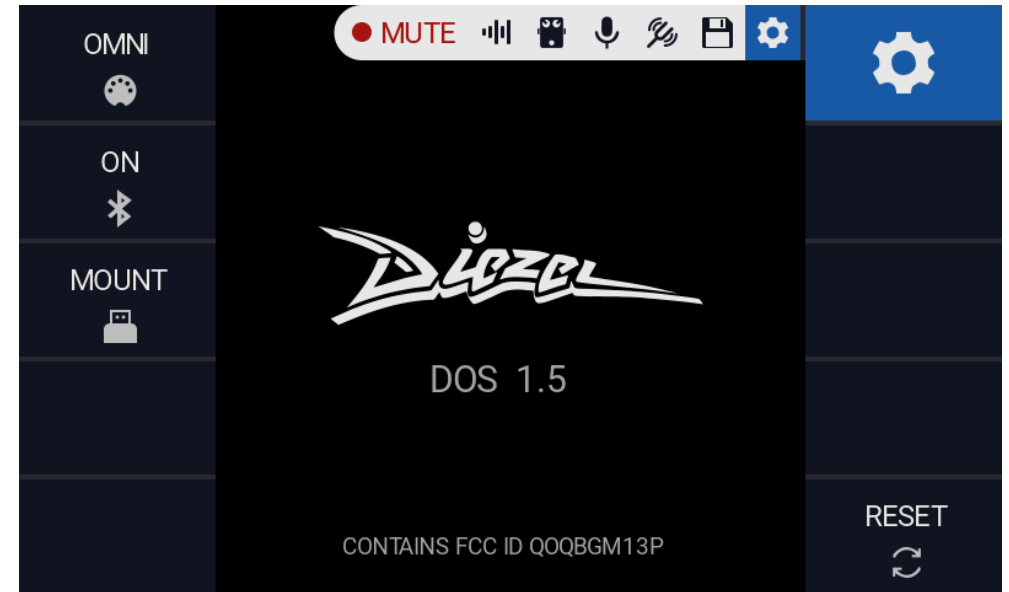 OMNI
MUTE
ON
MOUNT
Diezel
DOS 1.5
CONTAINS FCC ID QOQBGM13P
RESET